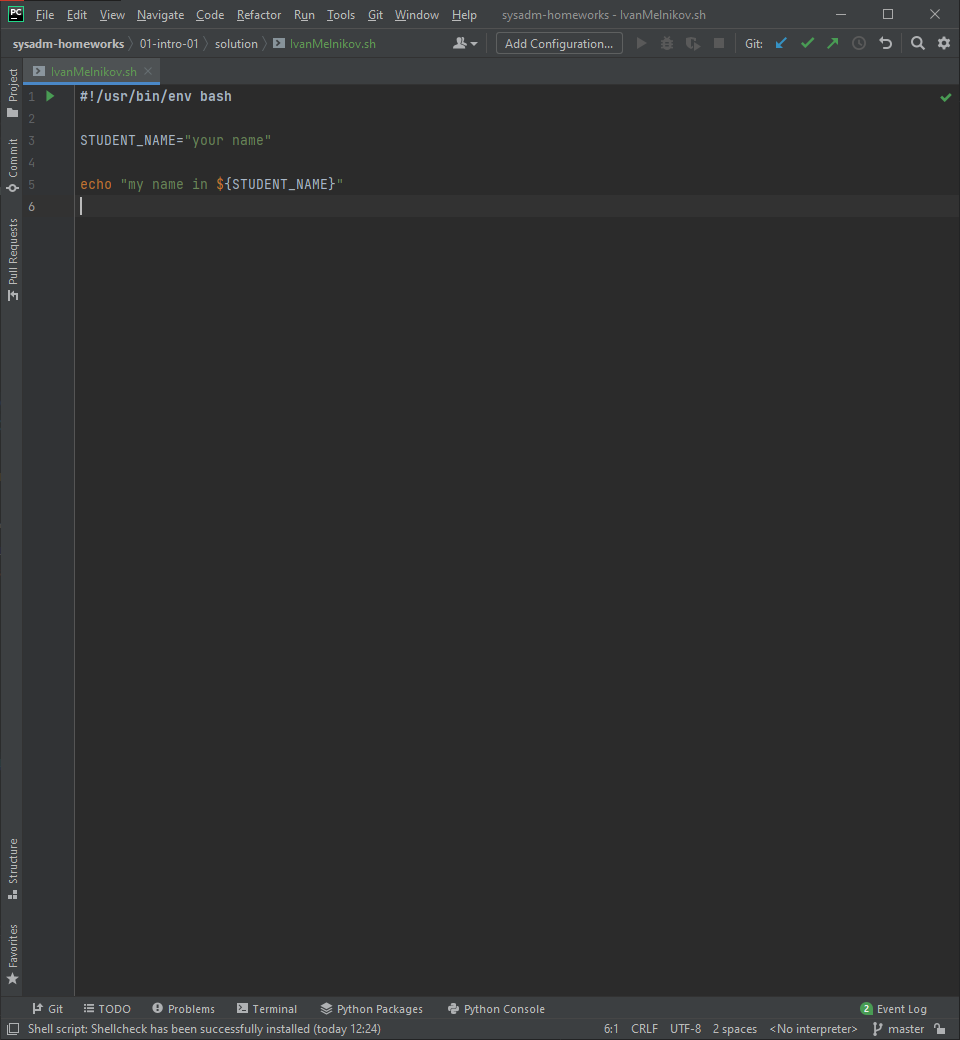 PC File Edit View Navigate Code Refactor Run Tools Git Window Help sysadm-homeworks - IvanMelnikov.sh
sysadm-homeworks 01-intro-01 solution IvanMelnikov.sh Add Configuration... Git:
IvanMelnikov.sh
Project
Commit
Pull Requests
1 #!/usr/bin/env bash
2
3 STUDENT_NAME="your name"
4
5 echo "my name in ${STUDENT_NAME}"
6
Structure
Favorites
Git TODO Problems Terminal Python Packages Python Console 2 Event Log
Shell script: Shellcheck has been successfully installed (today 12:24) 6:1 CRLF UTF-8 2 spaces <No interpreter> master